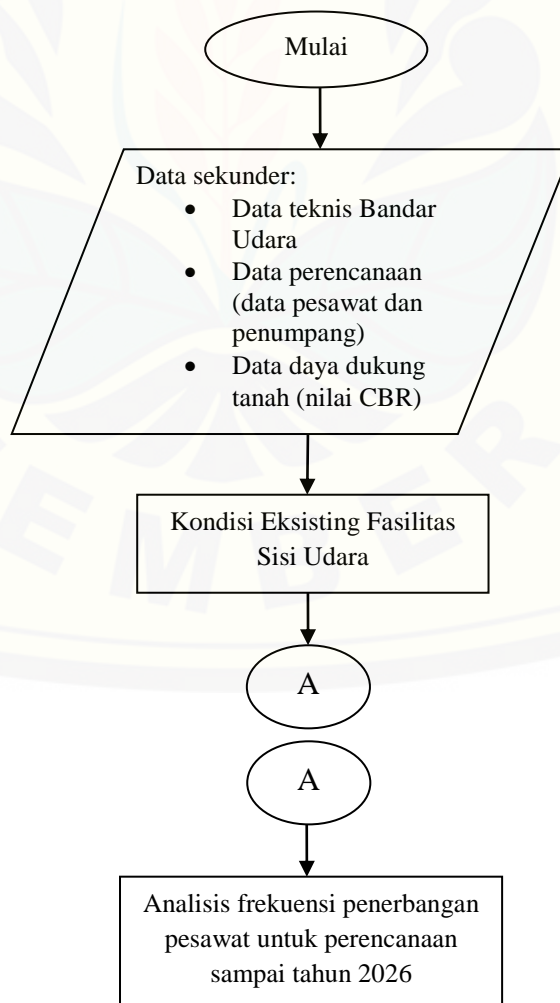 Mulai
Data sekunder:
• Data teknis Bandar
Udara
• Data perencanaan
(data pesawat dan
penumpang)
• Data daya dukung
tanah (nilai CBR)
Kondisi Eksisting Fasilitas
Sisi Udara
A
A
Analisis frekuensi penerbangan
pesawat untuk perencanaan
sampai tahun 2026